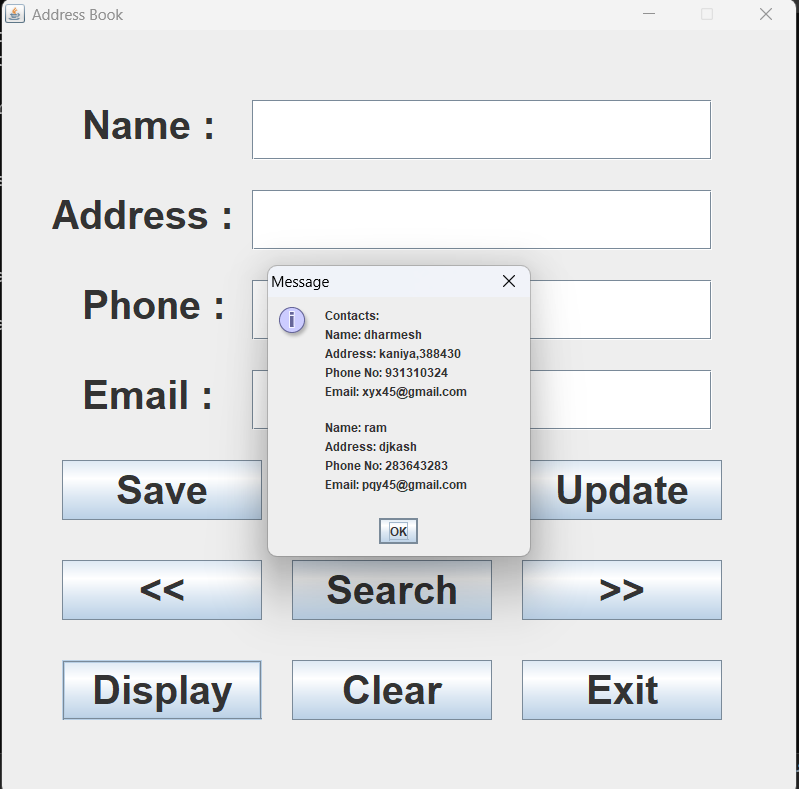 Address Book
Name :
Address :
Phone :
Email :
Message
Contacts:
Name: dharmesh
Address: kaniya,388430
Phone No: 931310324
Email: xyx45@gmail.com
Name: ram
Address: djkash
Phone No: 283643283
Email: pqy45@gmail.com
OK
Save
Update
<<
Search
>>
Display
Clear
Exit